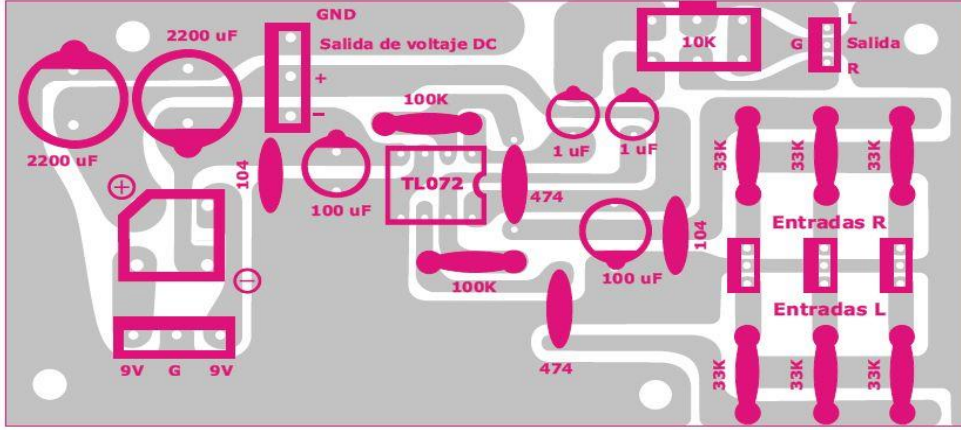 GND
2200 uF
Salida de voltaje DC
+
−
2200 uF
10K
L
G Salida
R
100K
1 uF
1 uF
33K
33K
33K
104
TL072
474
100 uF
+
Entradas R
104
100K
100 uF
−
Entradas L
474
33K
33K
33K
9V G 9V